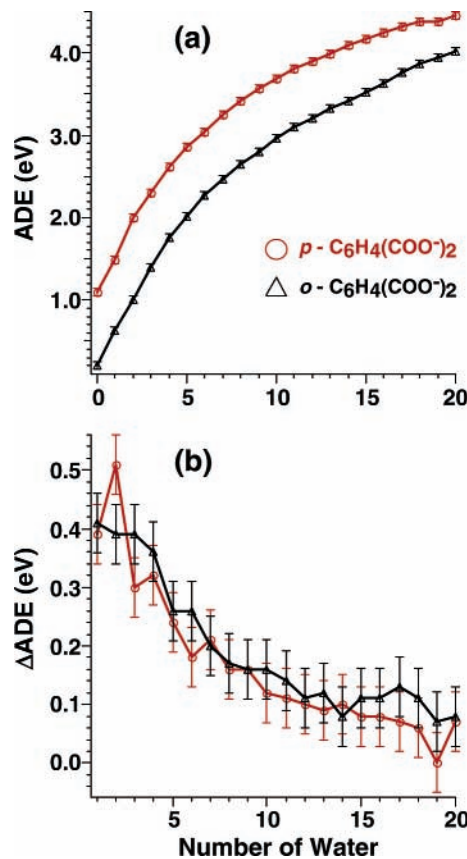 (a)
ADE (eV)
4.0
3.0
2.0
1.0
p - C6H4(COO-)2
o - C6H4(COO-)2
0 5 10 15 20
(b)
ΔADE (eV)
0.5
0.4
0.3
0.2
0.1
0.0
5 10 15 20
Number of Water